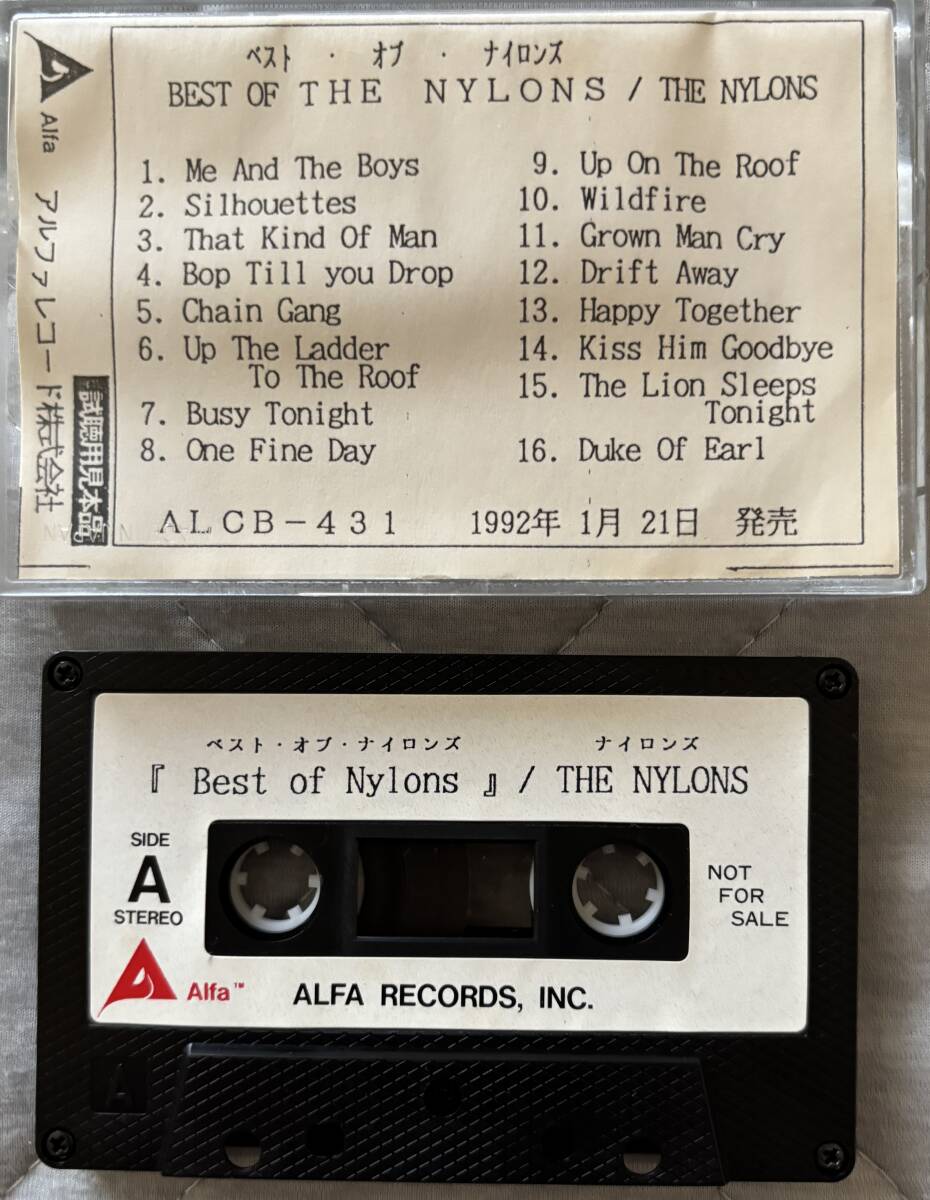 ベスト ・ オブ ・ ナイロンズ
BEST OF THE NYLONS / THE NYLONS
1. Me And The Boys
2. Silhouettes
3. That Kind Of Man
4. Bop Till you Drop
5. Chain Gang
6. Up The Ladder
To The Roof
7. Busy Tonight
8. One Fine Day
9. Up On The Roof
10. Wildfire
11. Grown Man Cry
12. Drift Away
13. Happy Together
14. Kiss Him Goodbye
15. The Lion Sleeps
Tonight
16. Duke Of Earl
ALCB-431 1992年 1月 21日 発売
Alfa アルファレコード株式会社
試聴用見本品
ベスト・オブ・ナイロンズ ナイロンズ
『 Best of Nylons 』 / THE NYLONS
SIDE
A
STEREO
NOT
FOR
SALE
Alfa™ ALFA RECORDS, INC.
A